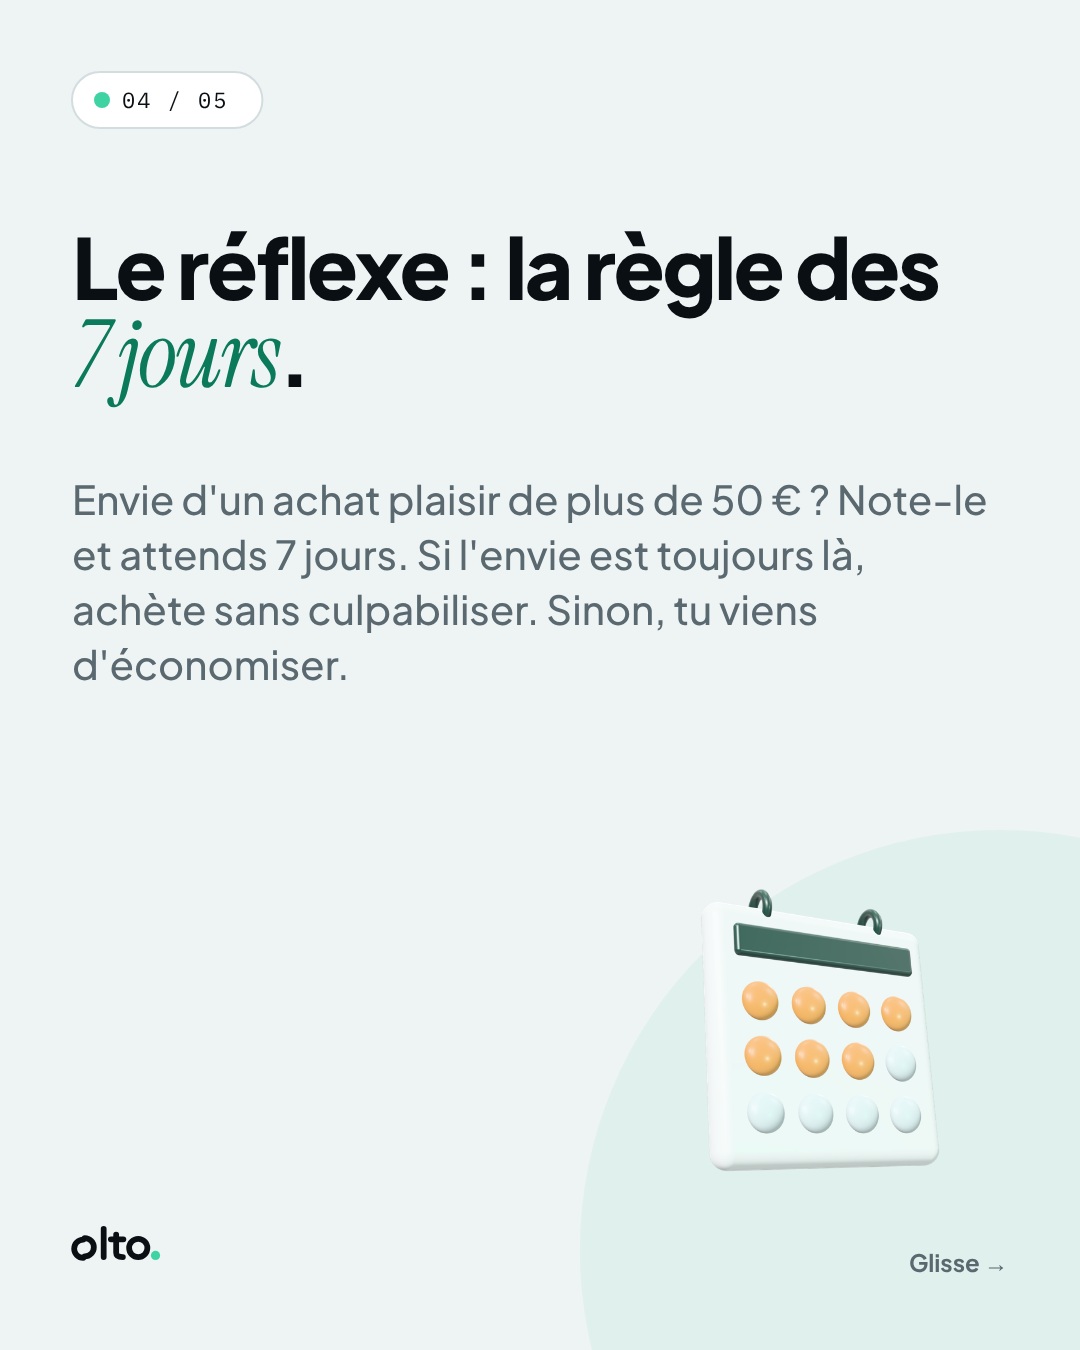 04 / 05
Le réflexe : la règle des
7 jours.
Envie d'un achat plaisir de plus de 50 € ? Note-le
et attends 7 jours. Si l'envie est toujours là,
achète sans culpabiliser. Sinon, tu viens
d'économiser.
olto.
Glisse →